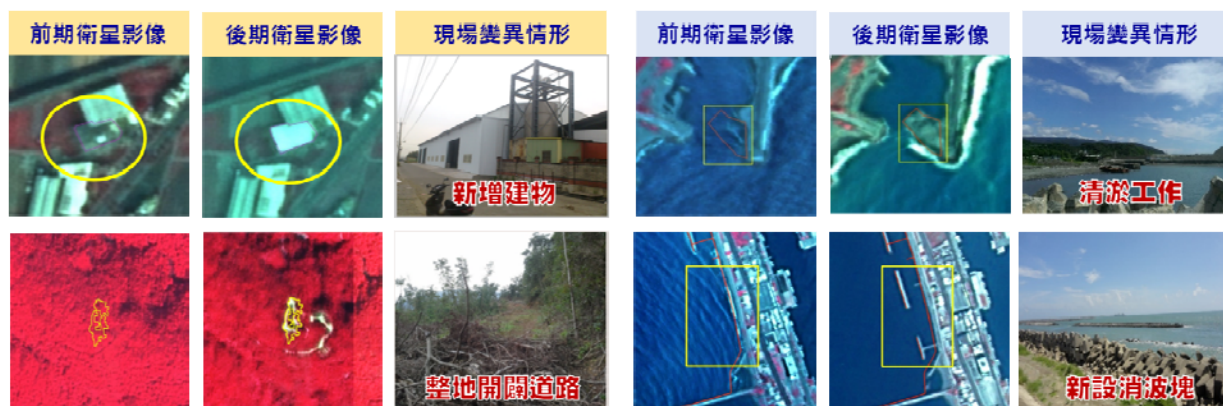 前期衛星影像
後期衛星影像
現場變異情形
前期衛星影像
後期衛星影像
現場變異情形
新增建物
清淤工作
整地開闢道路
新設消波塊